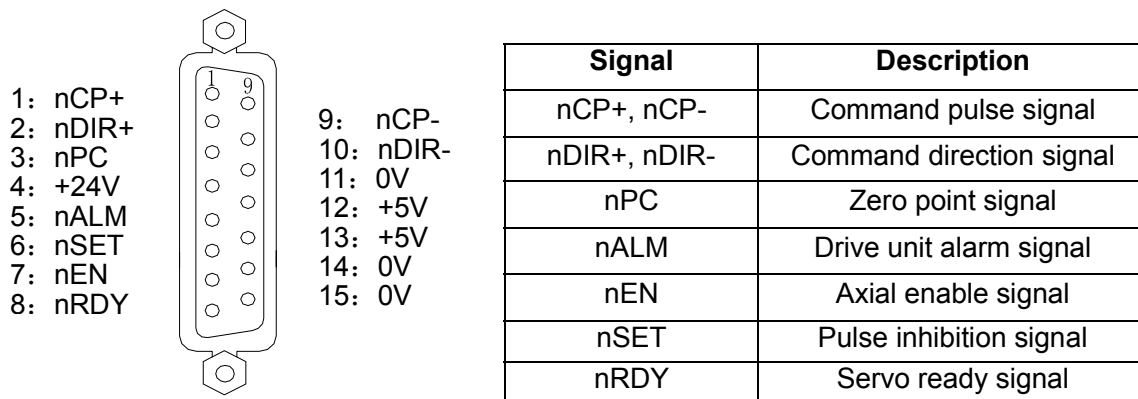 1
9
1：nCP+
2：nDIR+
3：nPC
4：+24V
5：nALM
6：nSET
7：nEN
8：nRDY
9： nCP-
10：nDIR-
11：0V
12：+5V
13：+5V
14：0V
15：0V
Signal Description
nCP+, nCP- Command pulse signal
nDIR+, nDIR- Command direction signal
nPC Zero point signal
nALM Drive unit alarm signal
nEN Axial enable signal
nSET Pulse inhibition signal
nRDY Servo ready signal